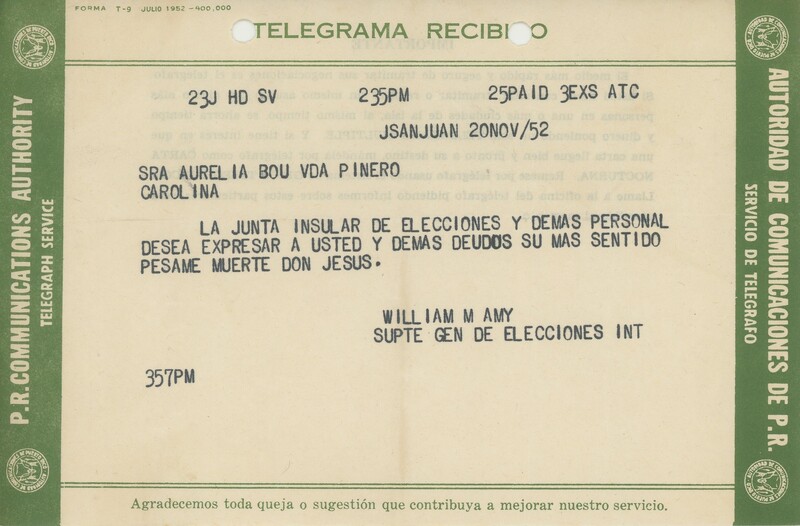 FORMA T-9 JULIO 1952 -400,000
TELEGRAMA RECIBIDO
23J HD SV 235PM 25PAID 3EXS ATC
JSANJUAN 20NOV/52
SRA AURELIA BOU VDA PINERO
CAROLINA
LA JUNTA INSULAR DE ELECCIONES Y DEMAS PERSONAL
DESEA EXPRESAR A USTED Y DEMAS DEUDOS SU MAS SENTIDO
PESAME MUERTE DON JESUS.
WILLIAM M AMY
SUPTE GEN DE ELECCIONES INT
357PM
Agradecemos toda queja o sugestión que contribuya a mejorar nuestro servicio.
P.R. COMMUNICATIONS AUTHORITY
TELEGRAPH SERVICE
AUTORIDAD DE COMUNICACIONES DE P.R.
SERVICIO DE TELEGRAFO